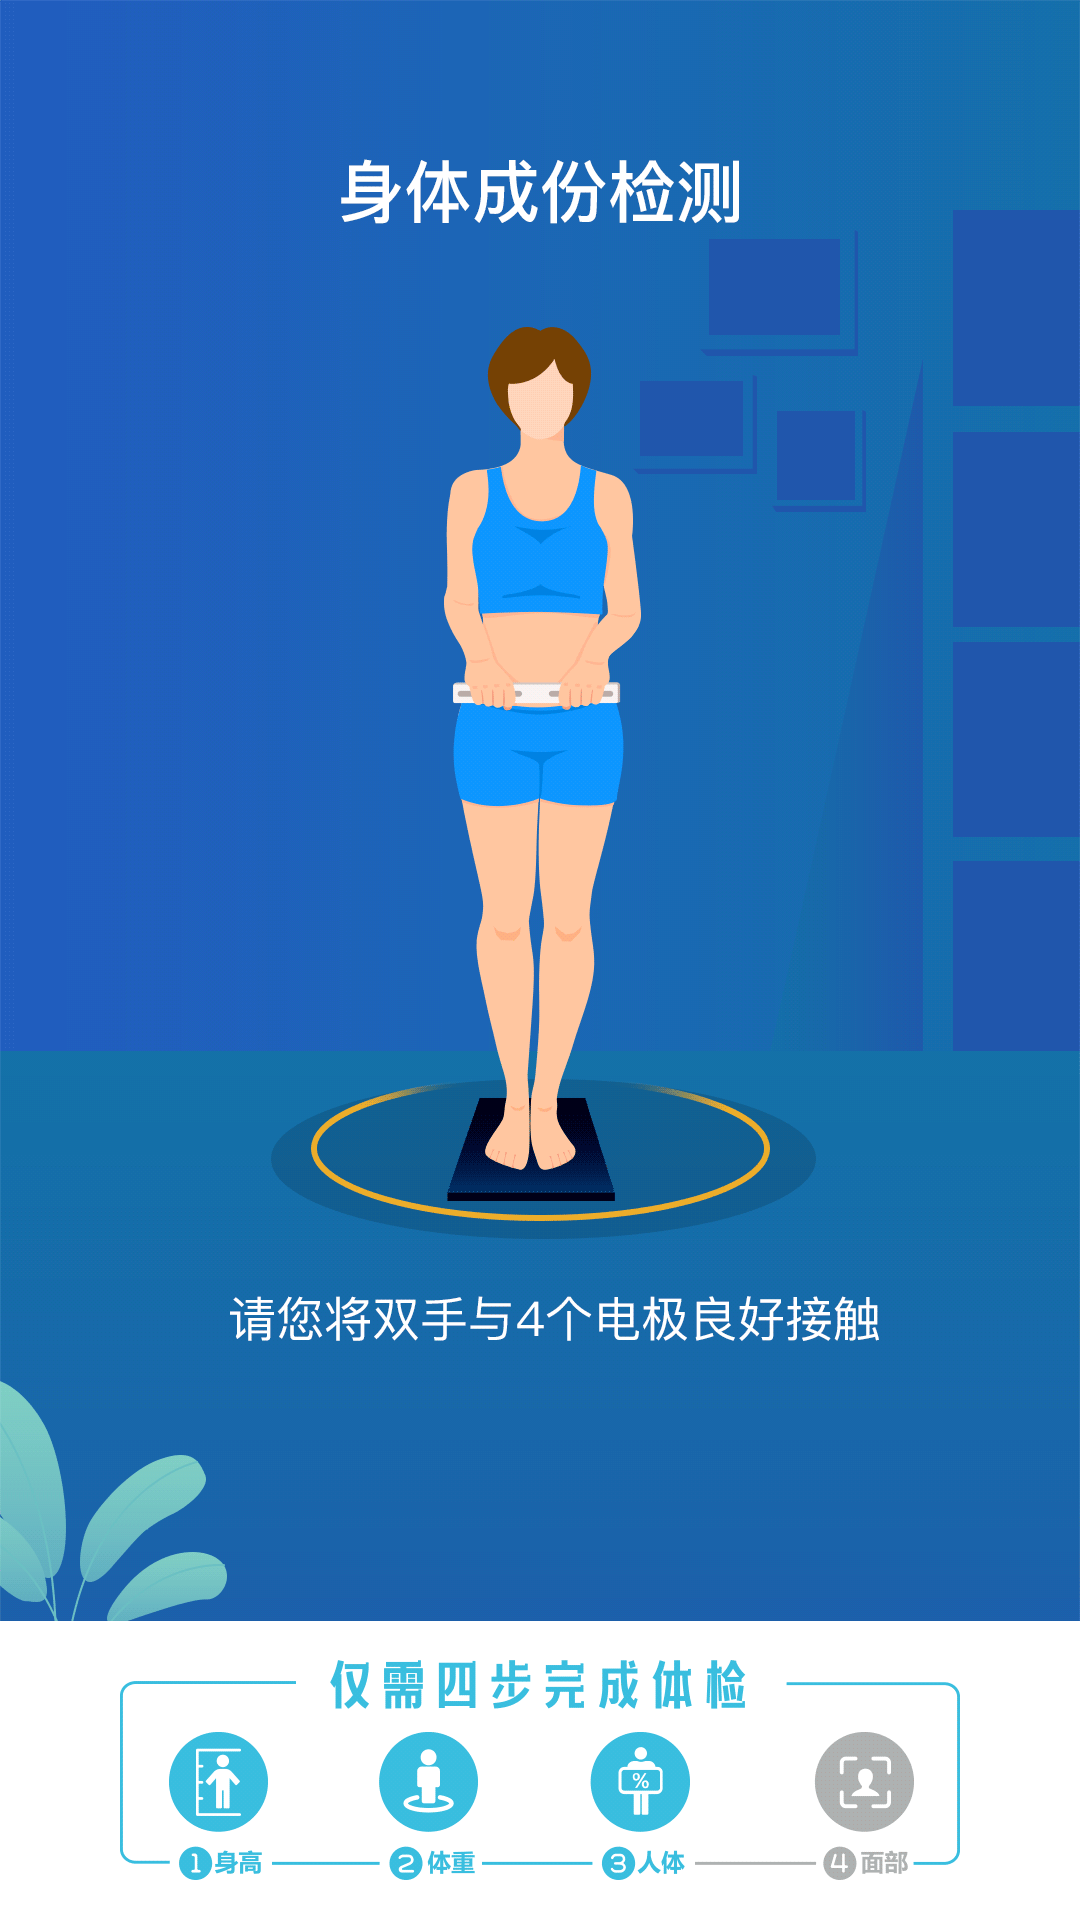 身体成份检测
请您将双手与4个电极良好接触
仅需四步完成体检
%
1 身高 2 体重 3 人体 4 面部